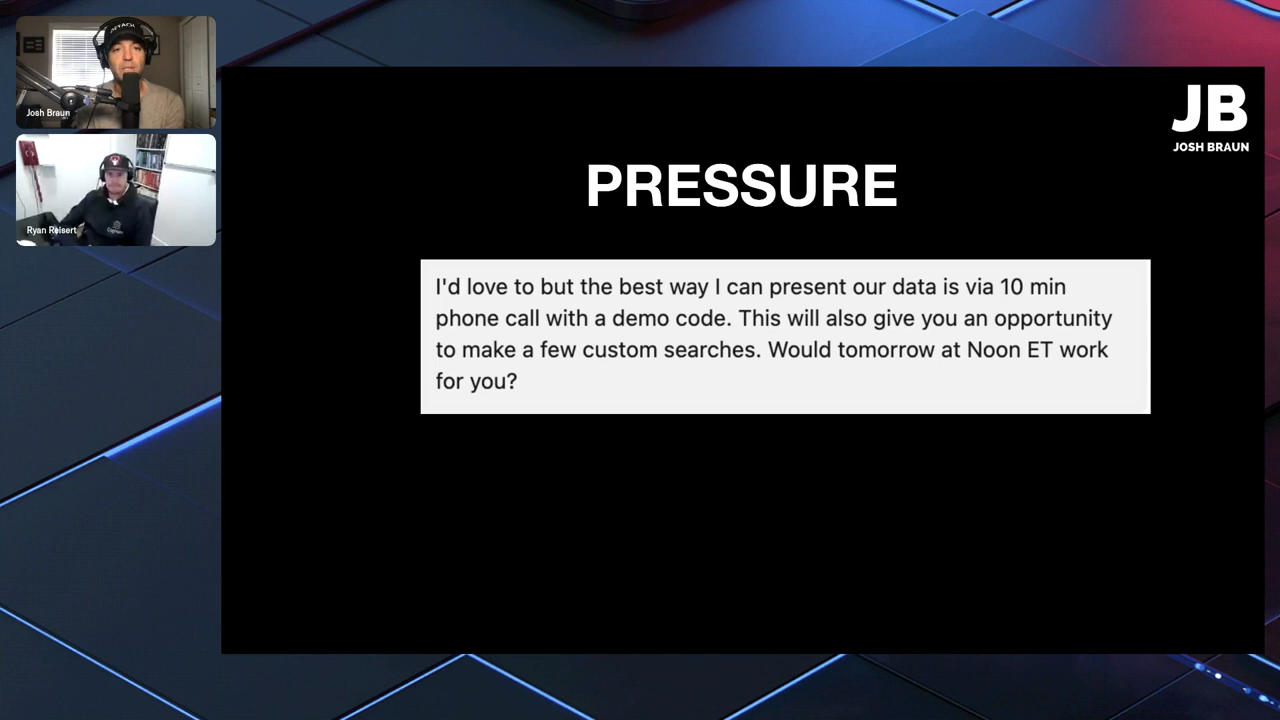 Josh Braun
Ryan Reisert
JB
JOSH BRAUN
PRESSURE
I'd love to but the best way I can present our data is via 10 min
phone call with a demo code. This will also give you an opportunity
to make a few custom searches. Would tomorrow at Noon ET work
for you?